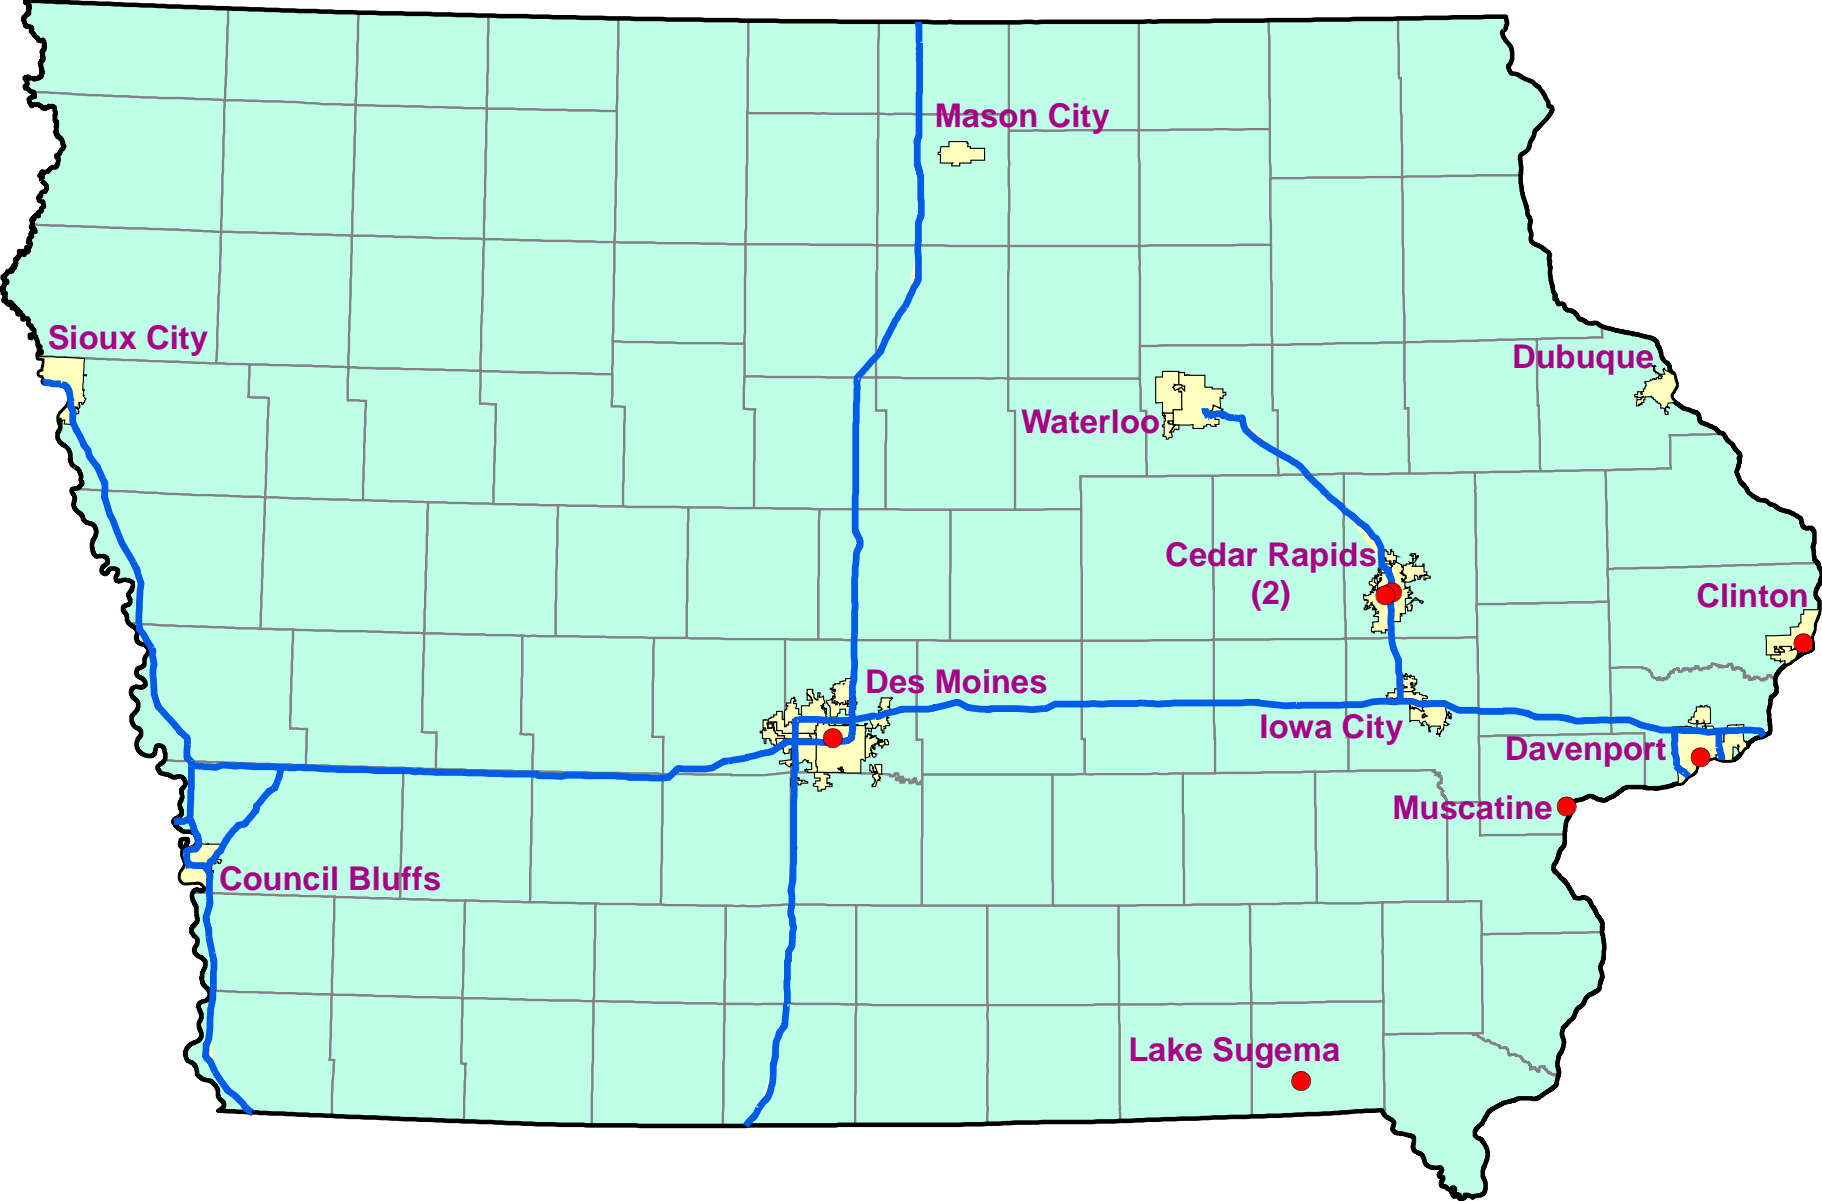 Mason City
Sioux City
Dubuque
Waterloo
Cedar Rapids
(2)
Clinton
Des Moines
Iowa City
Davenport
Muscatine
Council Bluffs
Lake Sugema